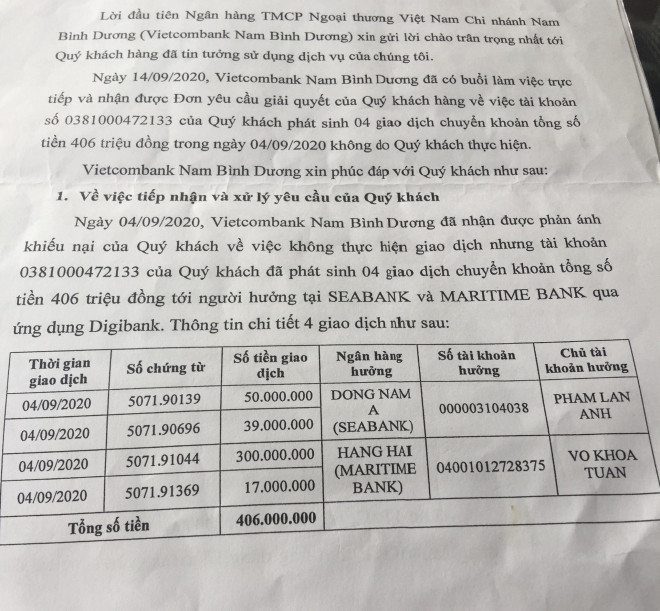 Lời đầu tiên Ngân hàng TMCP Ngoại thương Việt Nam Chi nhánh Nam
Bình Dương (Vietcombank Nam Bình Dương) xin gửi lời chào trân trọng nhất tới
Quý khách hàng đã tin tưởng sử dụng dịch vụ của chúng tôi.
Ngày 14/09/2020, Vietcombank Nam Bình Dương đã có buổi làm việc trực
tiếp và nhận được Đơn yêu cầu giải quyết của Quý khách hàng về việc tài khoản
số 0381000472133 của Quý khách phát sinh 04 giao dịch chuyển khoản tổng số
tiền 406 triệu đồng trong ngày 04/09/2020 không do Quý khách thực hiện.
Vietcombank Nam Bình Dương xin phúc đáp với Quý khách như sau:
1. Về việc tiếp nhận và xử lý yêu cầu của Quý khách
Ngày 04/09/2020, Vietcombank Nam Bình Dương đã nhận được phản ánh
khiếu nại của Quý khách về việc không thực hiện giao dịch nhưng tài khoản
0381000472133 của Quý khách đã phát sinh 04 giao dịch chuyển khoản tổng số
tiền 406 triệu đồng tới người hưởng tại SEABANK và MARITIME BANK qua
ứng dụng Digibank. Thông tin chi tiết 4 giao dịch như sau:
Thời gian giao dịch Số chứng từ Số tiền giao dịch Ngân hàng hưởng Số tài khoản hưởng Chủ tài khoản hưởng
04/09/2020 5071.90139 50.000.000 DONG NAM A (SEABANK) 000003104038 PHAM LAN ANH
04/09/2020 5071.90696 39.000.000
04/09/2020 5071.91044 300.000.000 HANG HAI (MARITIME BANK) 04001012728375 VO KHOA TUAN
04/09/2020 5071.91369 17.000.000
Tổng số tiền 406.000.000